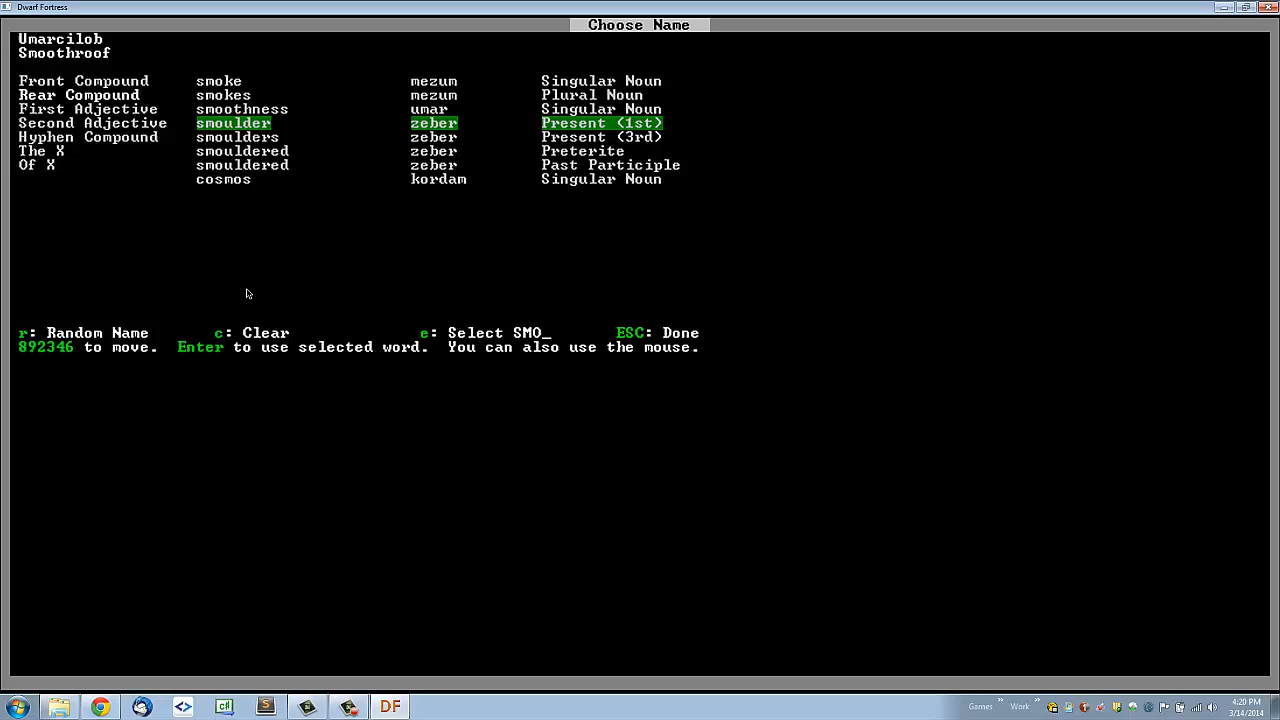 Dwarf Fortress
Choose Name
Umarcilob
Smoothroof
Front Compound smoke mezum Singular Noun
Rear Compound smokes mezum Plural Noun
First Adjective smoothness umar Singular Noun
Second Adjective smoulder zeber Present (1st)
Hyphen Compound smoulders zeber Present (3rd)
The X smouldered zeber Preterite
Of X smouldered zeber Past Participle
cosmos kordam Singular Noun
r: Random Name c: Clear e: Select SMO_ ESC: Done
892346 to move. Enter to use selected word. You can also use the mouse.
C# S DF Games » Work » 4:20 PM
3/14/2014